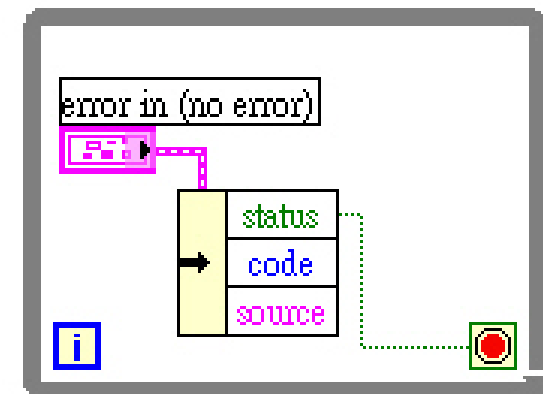 error in (no error)
status
code
source
i